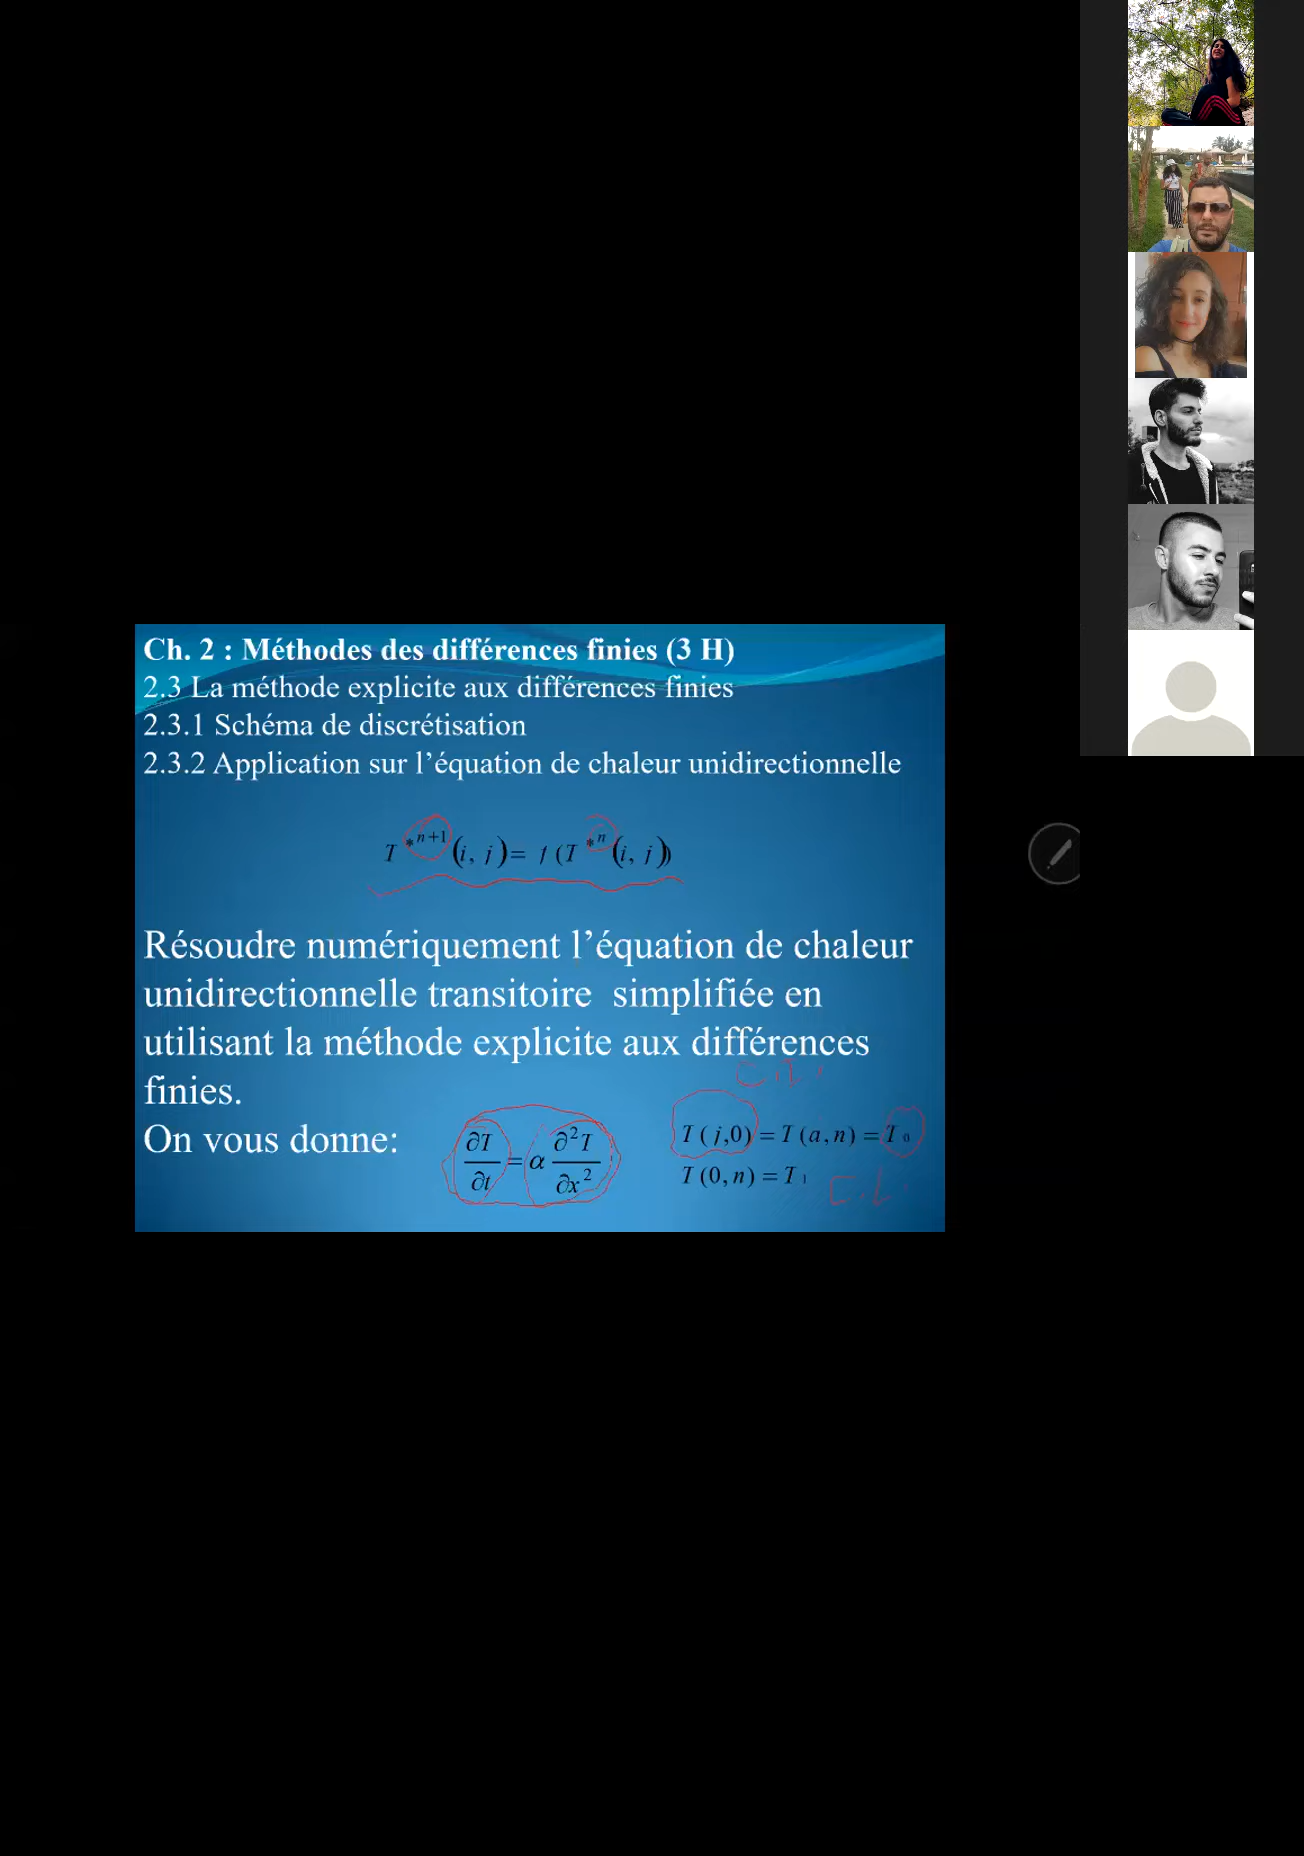 Ch. 2 : Méthodes des différences finies (3 H)
2.3 La méthode explicite aux différences finies
2.3.1 Schéma de discrétisation
2.3.2 Application sur l’équation de chaleur unidirectionnelle
T *ⁿ⁺¹ (i, j) = f (T *ⁿ (i, j))
Résoudre numériquement l’équation de chaleur
unidirectionnelle transitoire simplifiée en
utilisant la méthode explicite aux différences
finies.
On vous donne:
∂T/∂t = α ∂²T/∂x²
T (j,0) = T (a, n) = T₀
T (0, n) = T₁
C.L.